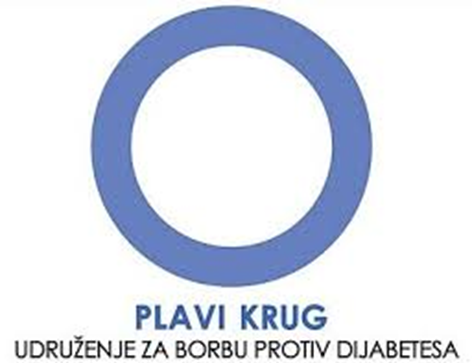 PLAVI KRUG
UDRUŽENJE ZA BORBU PROTIV DIJABETESA